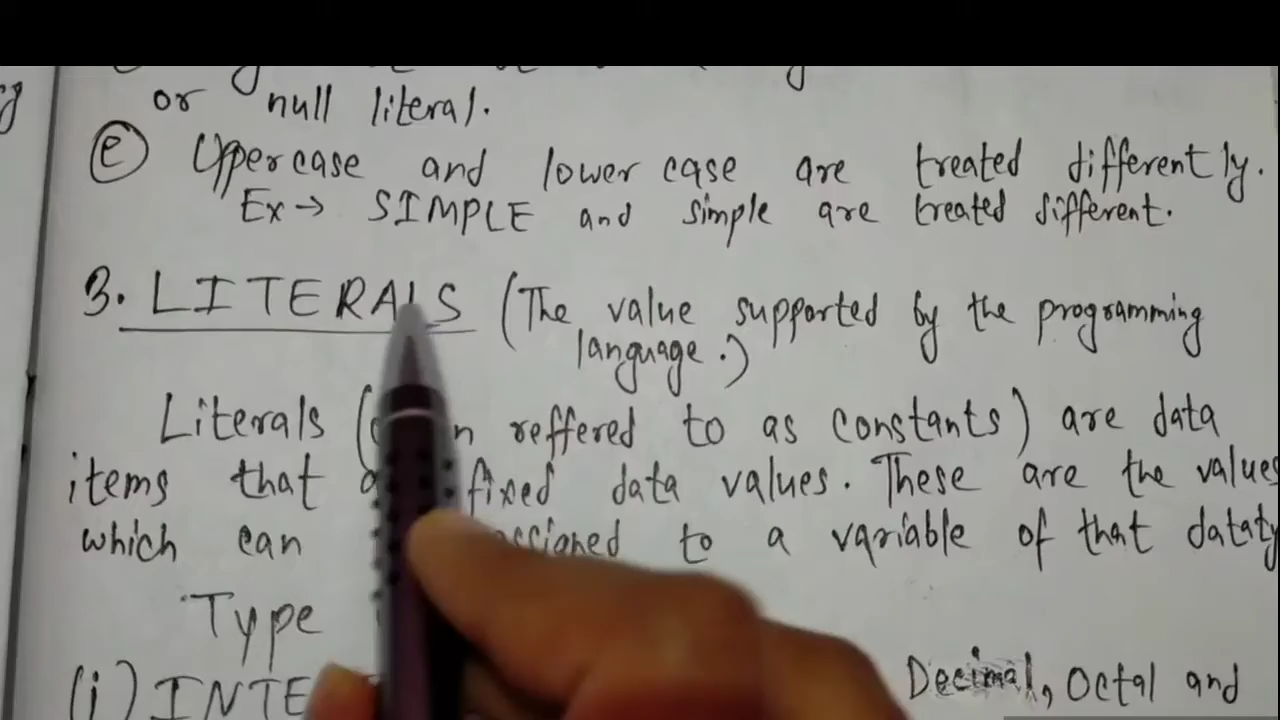 or null literal.
(e) Uppercase and lower case are treated differently.
Ex → SIMPLE and simple are treated different.
3. LITERALS (The value supported by the programming
language.)
Literals ( reffered to as constants) are data
items that fixed data values. These are the values
which can assigned to a variable of that dataty
Type
(i) INTE Decimal, Octal and